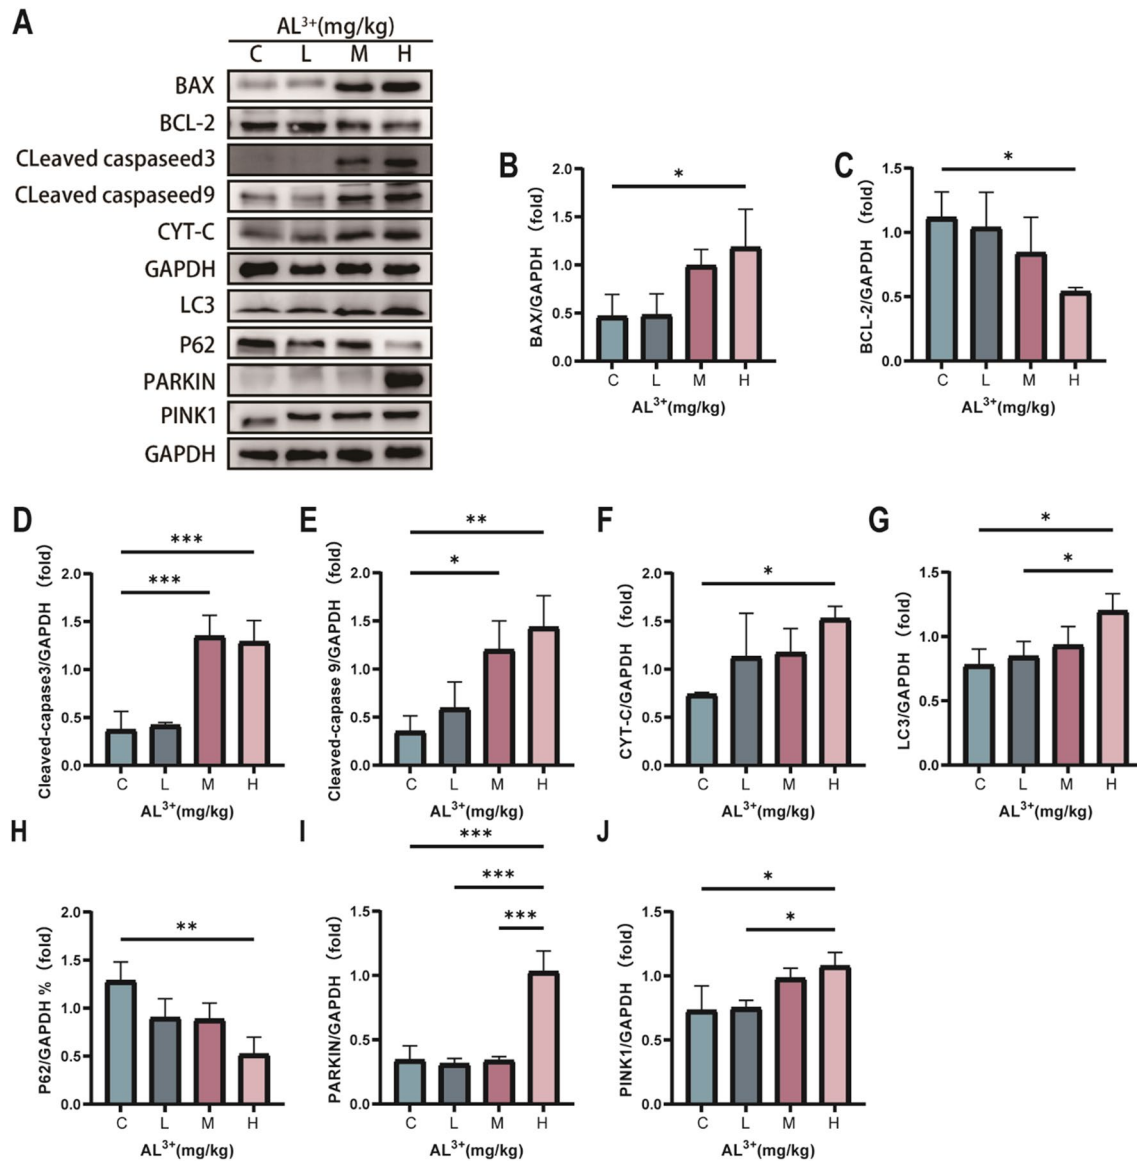 A
AL³⁺(mg/kg)
C L M H
BAX
BCL-2
CLeaved caspaseed3
CLeaved caspaseed9
CYT-C
GAPDH
LC3
P62
PARKIN
PINK1
GAPDH
B
BAX/GAPDH (fold)
2.0
1.5
1.0
0.5
0.0
*
C L M H
AL³⁺(mg/kg)
C
BCL-2/GAPDH (fold)
1.5
1.0
0.5
0.0
*
C L M H
AL³⁺(mg/kg)
D
Cleaved-capase3/GAPDH (fold)
2.0
1.5
1.0
0.5
0.0
***
***
C L M H
AL³⁺(mg/kg)
E
Cleaved-capase 9/GAPDH (fold)
2.0
1.5
1.0
0.5
0.0
**
*
C L M H
AL³⁺(mg/kg)
F
CYT-C/GAPDH (fold)
2.0
1.5
1.0
0.5
0.0
*
C L M H
AL³⁺(mg/kg)
G
LC3/GAPDH (fold)
1.5
1.0
0.5
0.0
*
*
C L M H
AL³⁺(mg/kg)
H
P62/GAPDH % (fold)
2.0
1.5
1.0
0.5
0.0
**
C L M H
AL³⁺(mg/kg)
I
PARKIN/GAPDH (fold)
1.5
1.0
0.5
0.0
***
***
***
C L M H
AL³⁺(mg/kg)
J
PINK1/GAPDH (fold)
1.5
1.0
0.5
0.0
*
*
C L M H
AL³⁺(mg/kg)